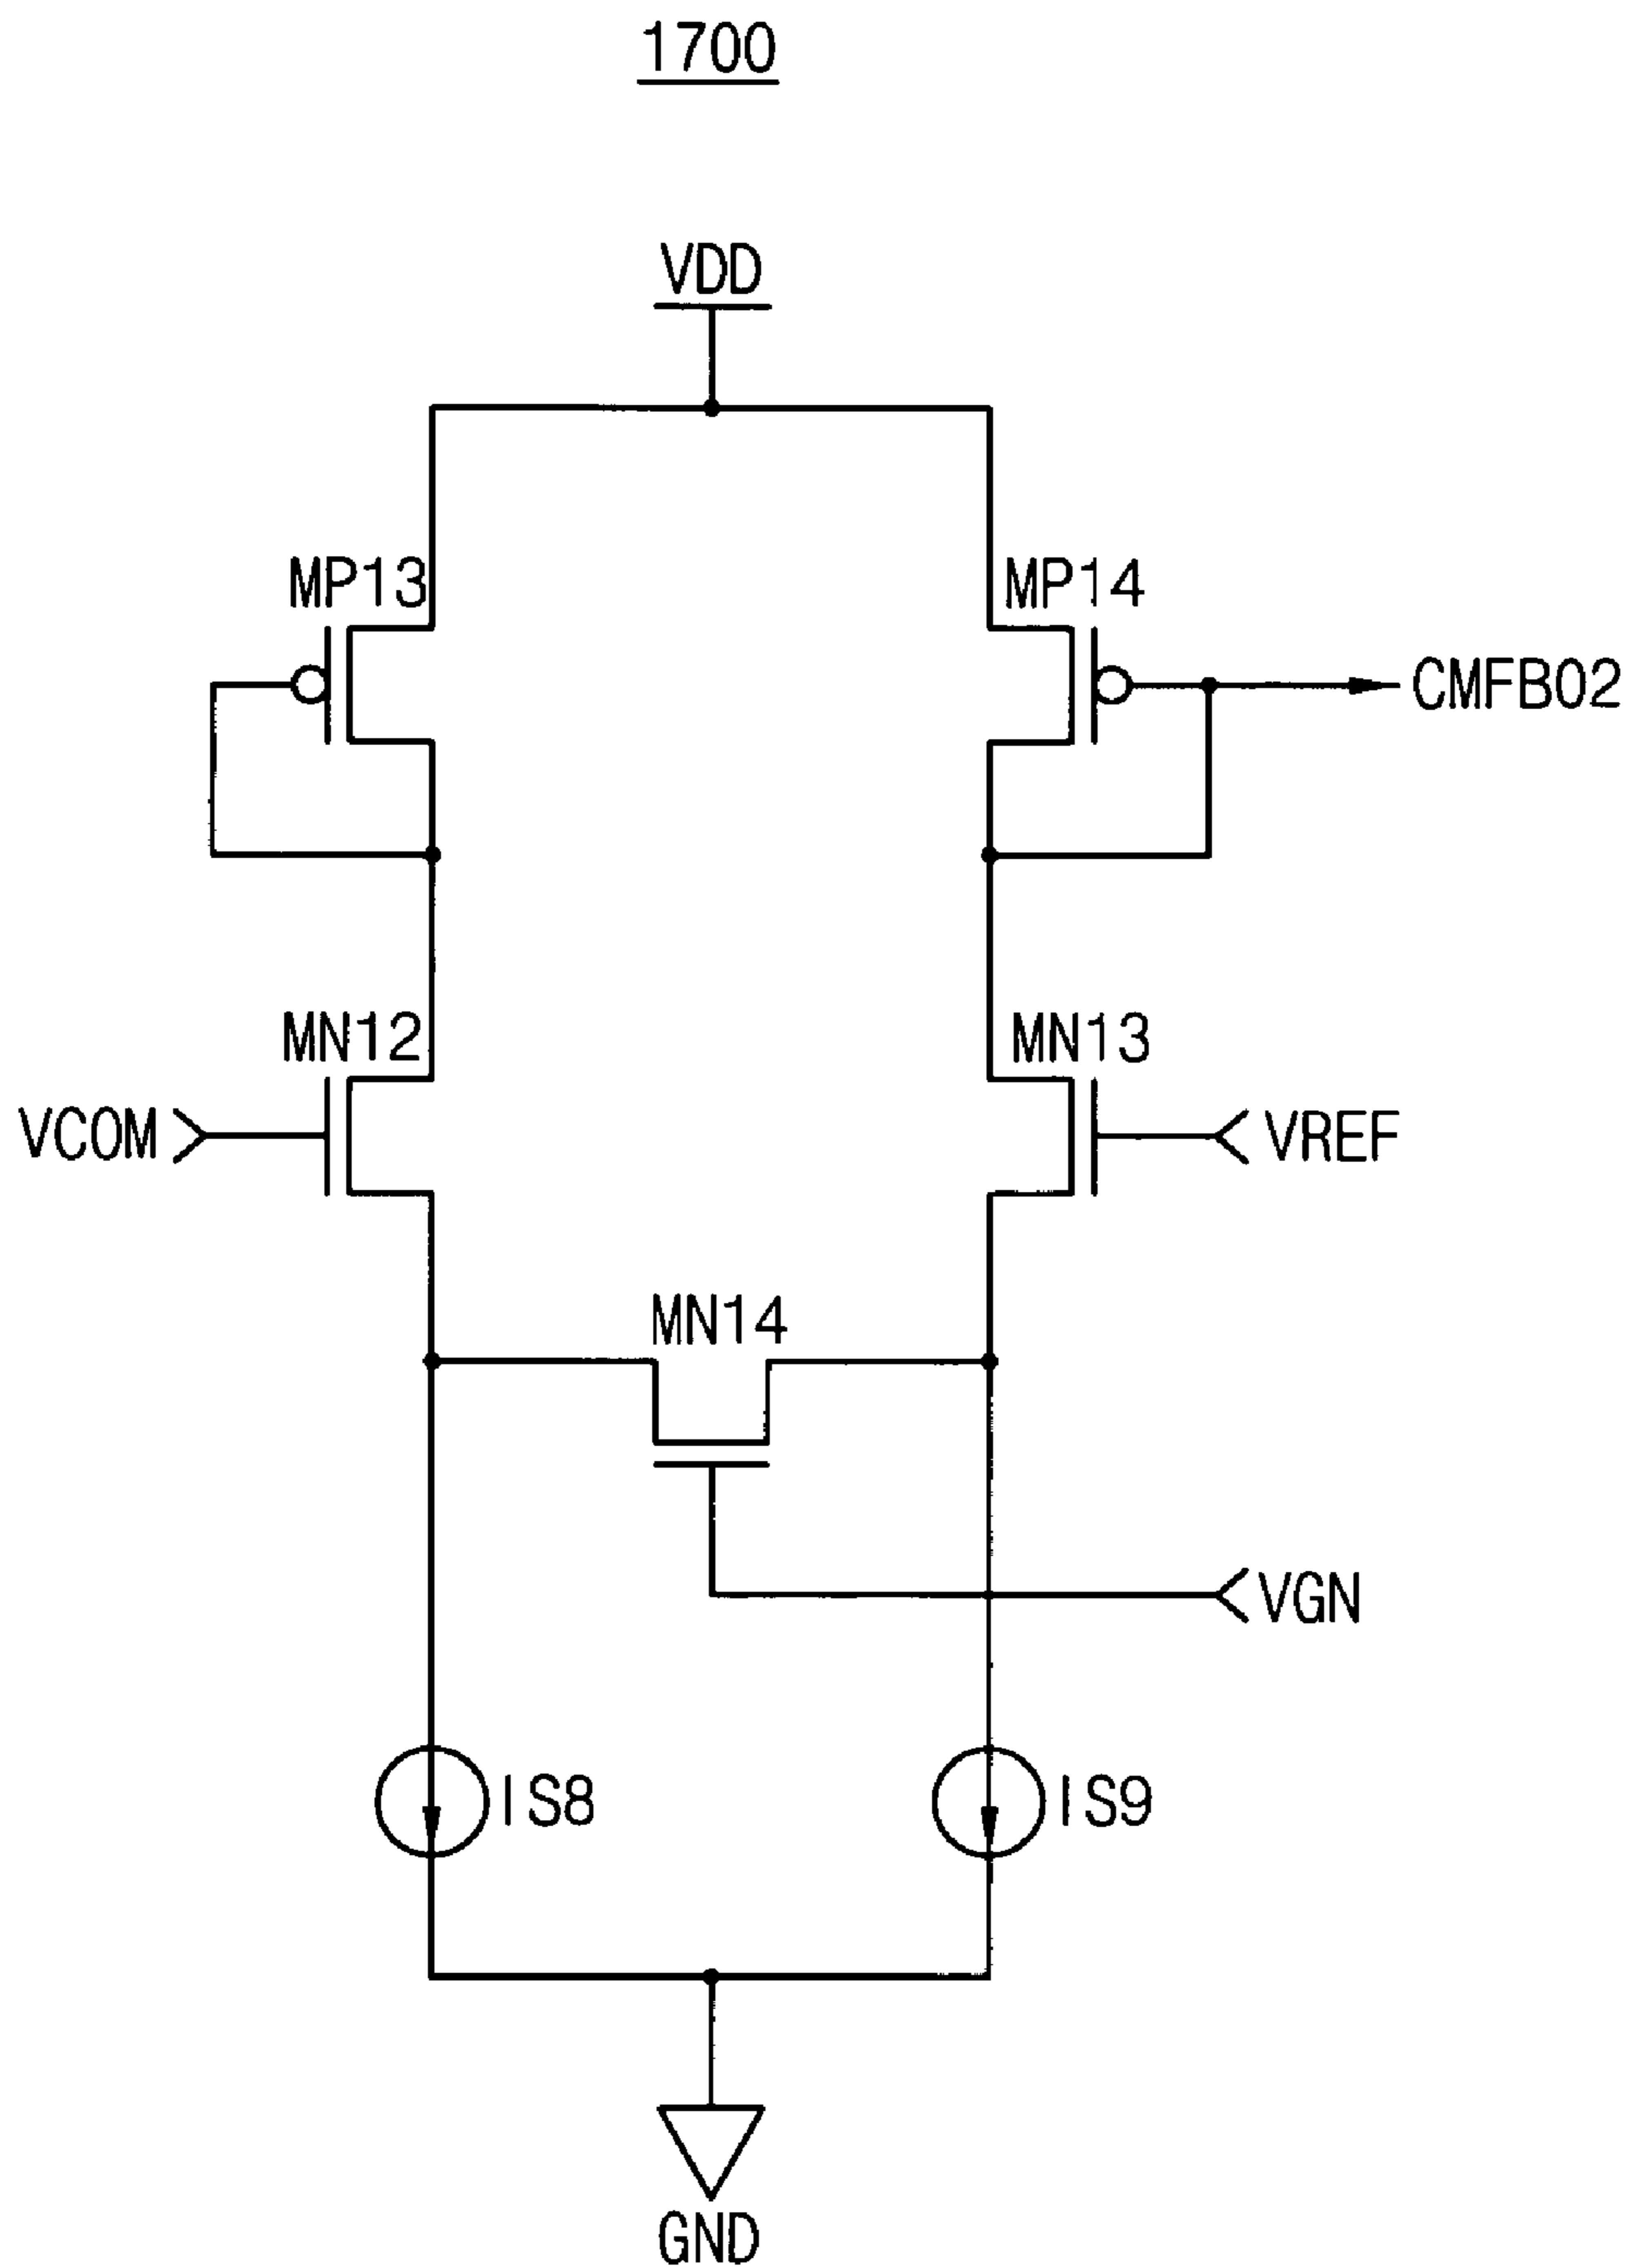 1700
VDD
MP13
MP14
CMFB02
MN12
MN13
VCOM
VREF
MN14
VGN
IS8
IS9
GND